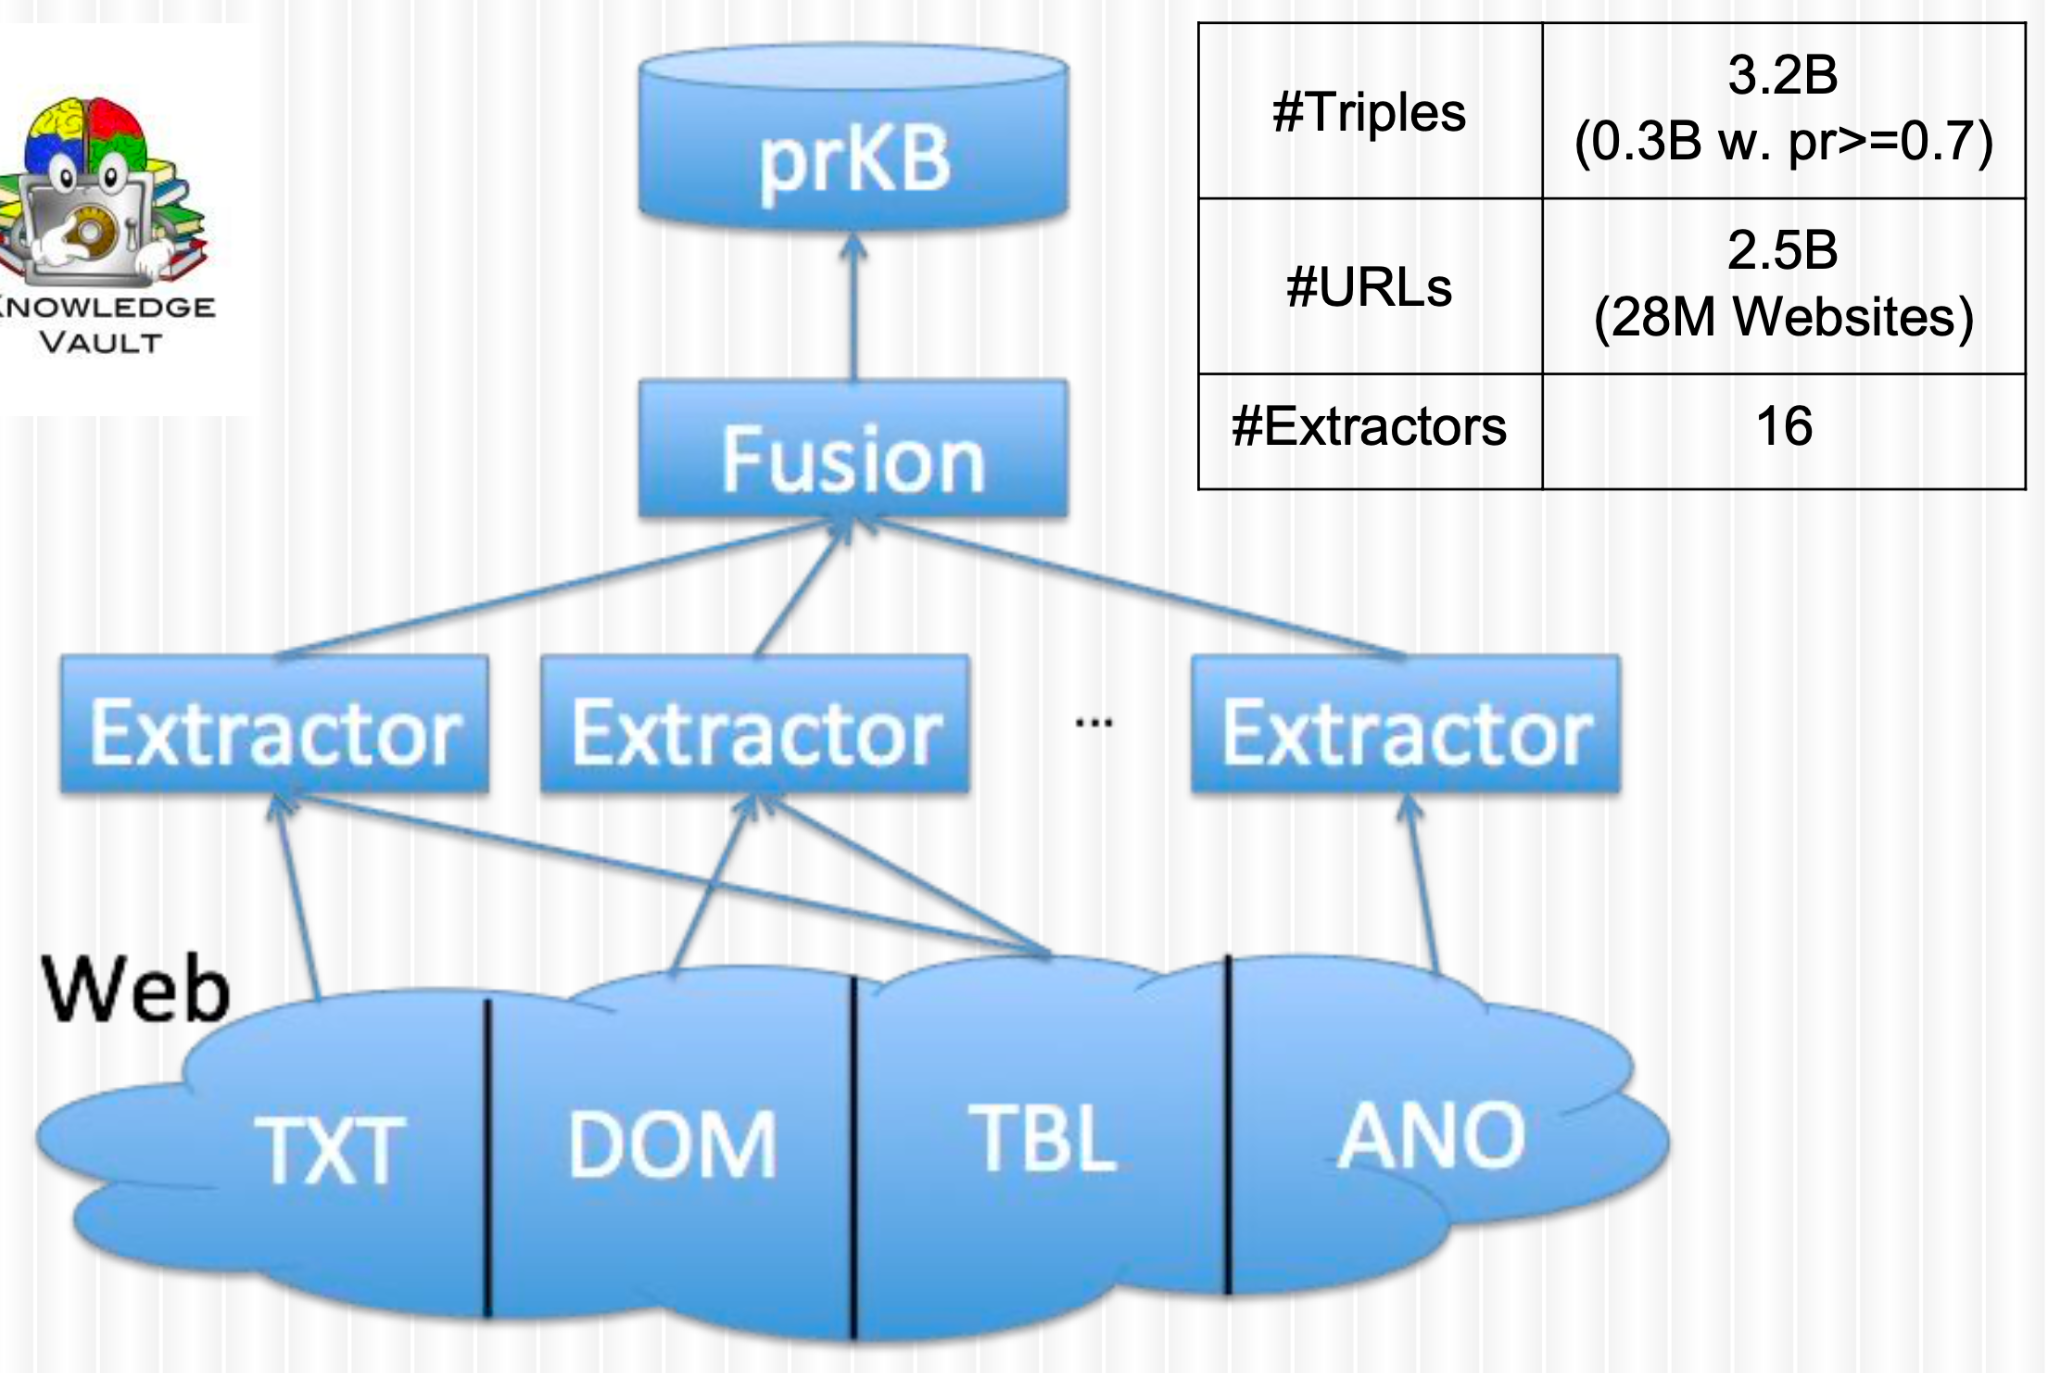 NOWLEDGE
VAULT
prKB
#Triples
3.2B
(0.3B w. pr>=0.7)
#URLs
2.5B
(28M Websites)
#Extractors
16
Fusion
Extractor
Extractor
...
Extractor
Web
TXT
DOM
TBL
ANO